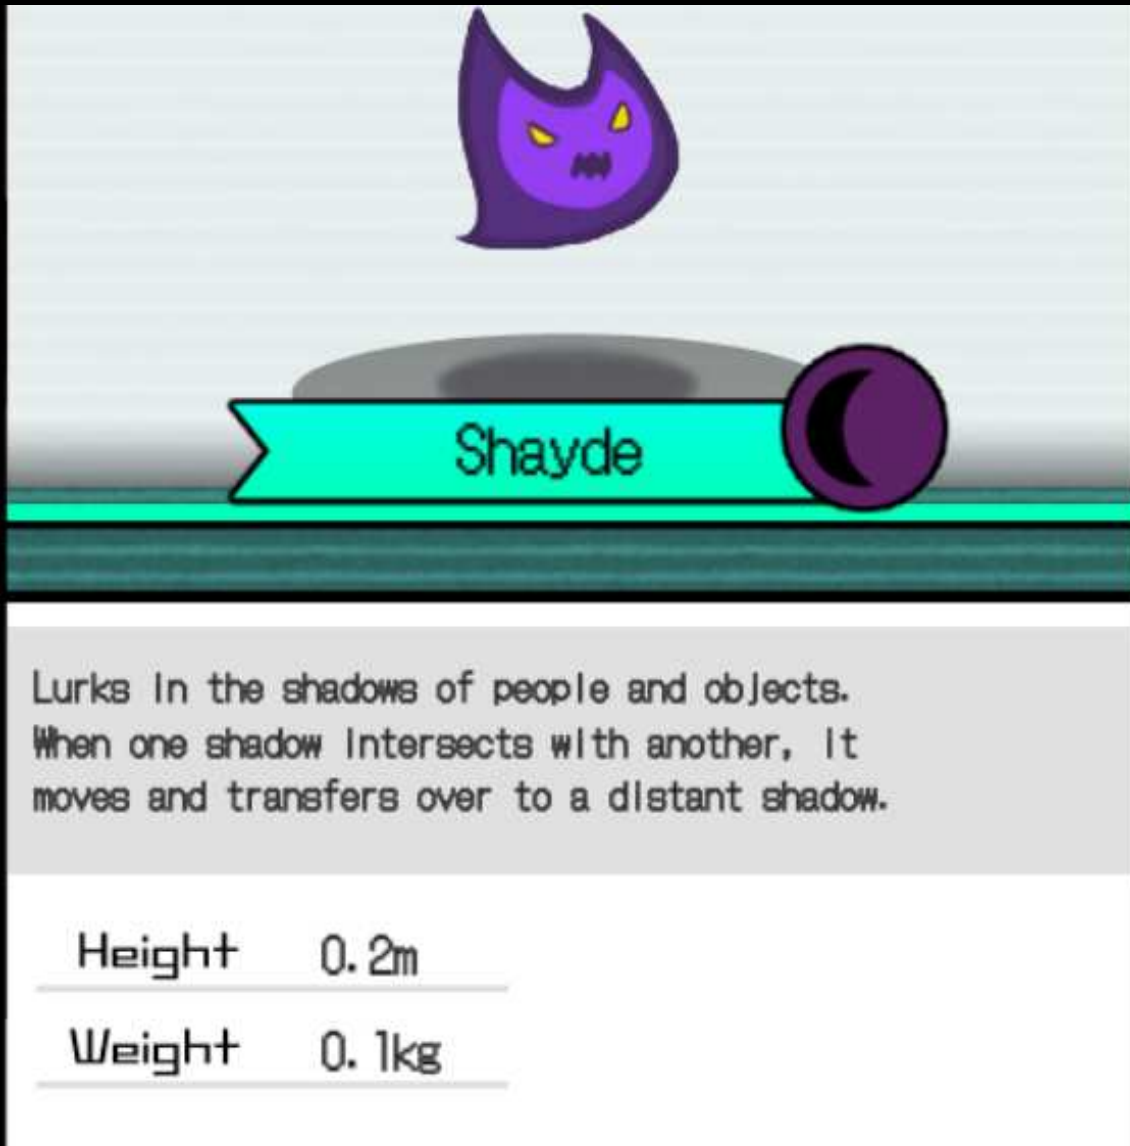 Shayde
Lurks in the shadows of people and objects.
When one shadow intersects with another, it
moves and transfers over to a distant shadow.
Height 0.2m
Weight 0.1kg